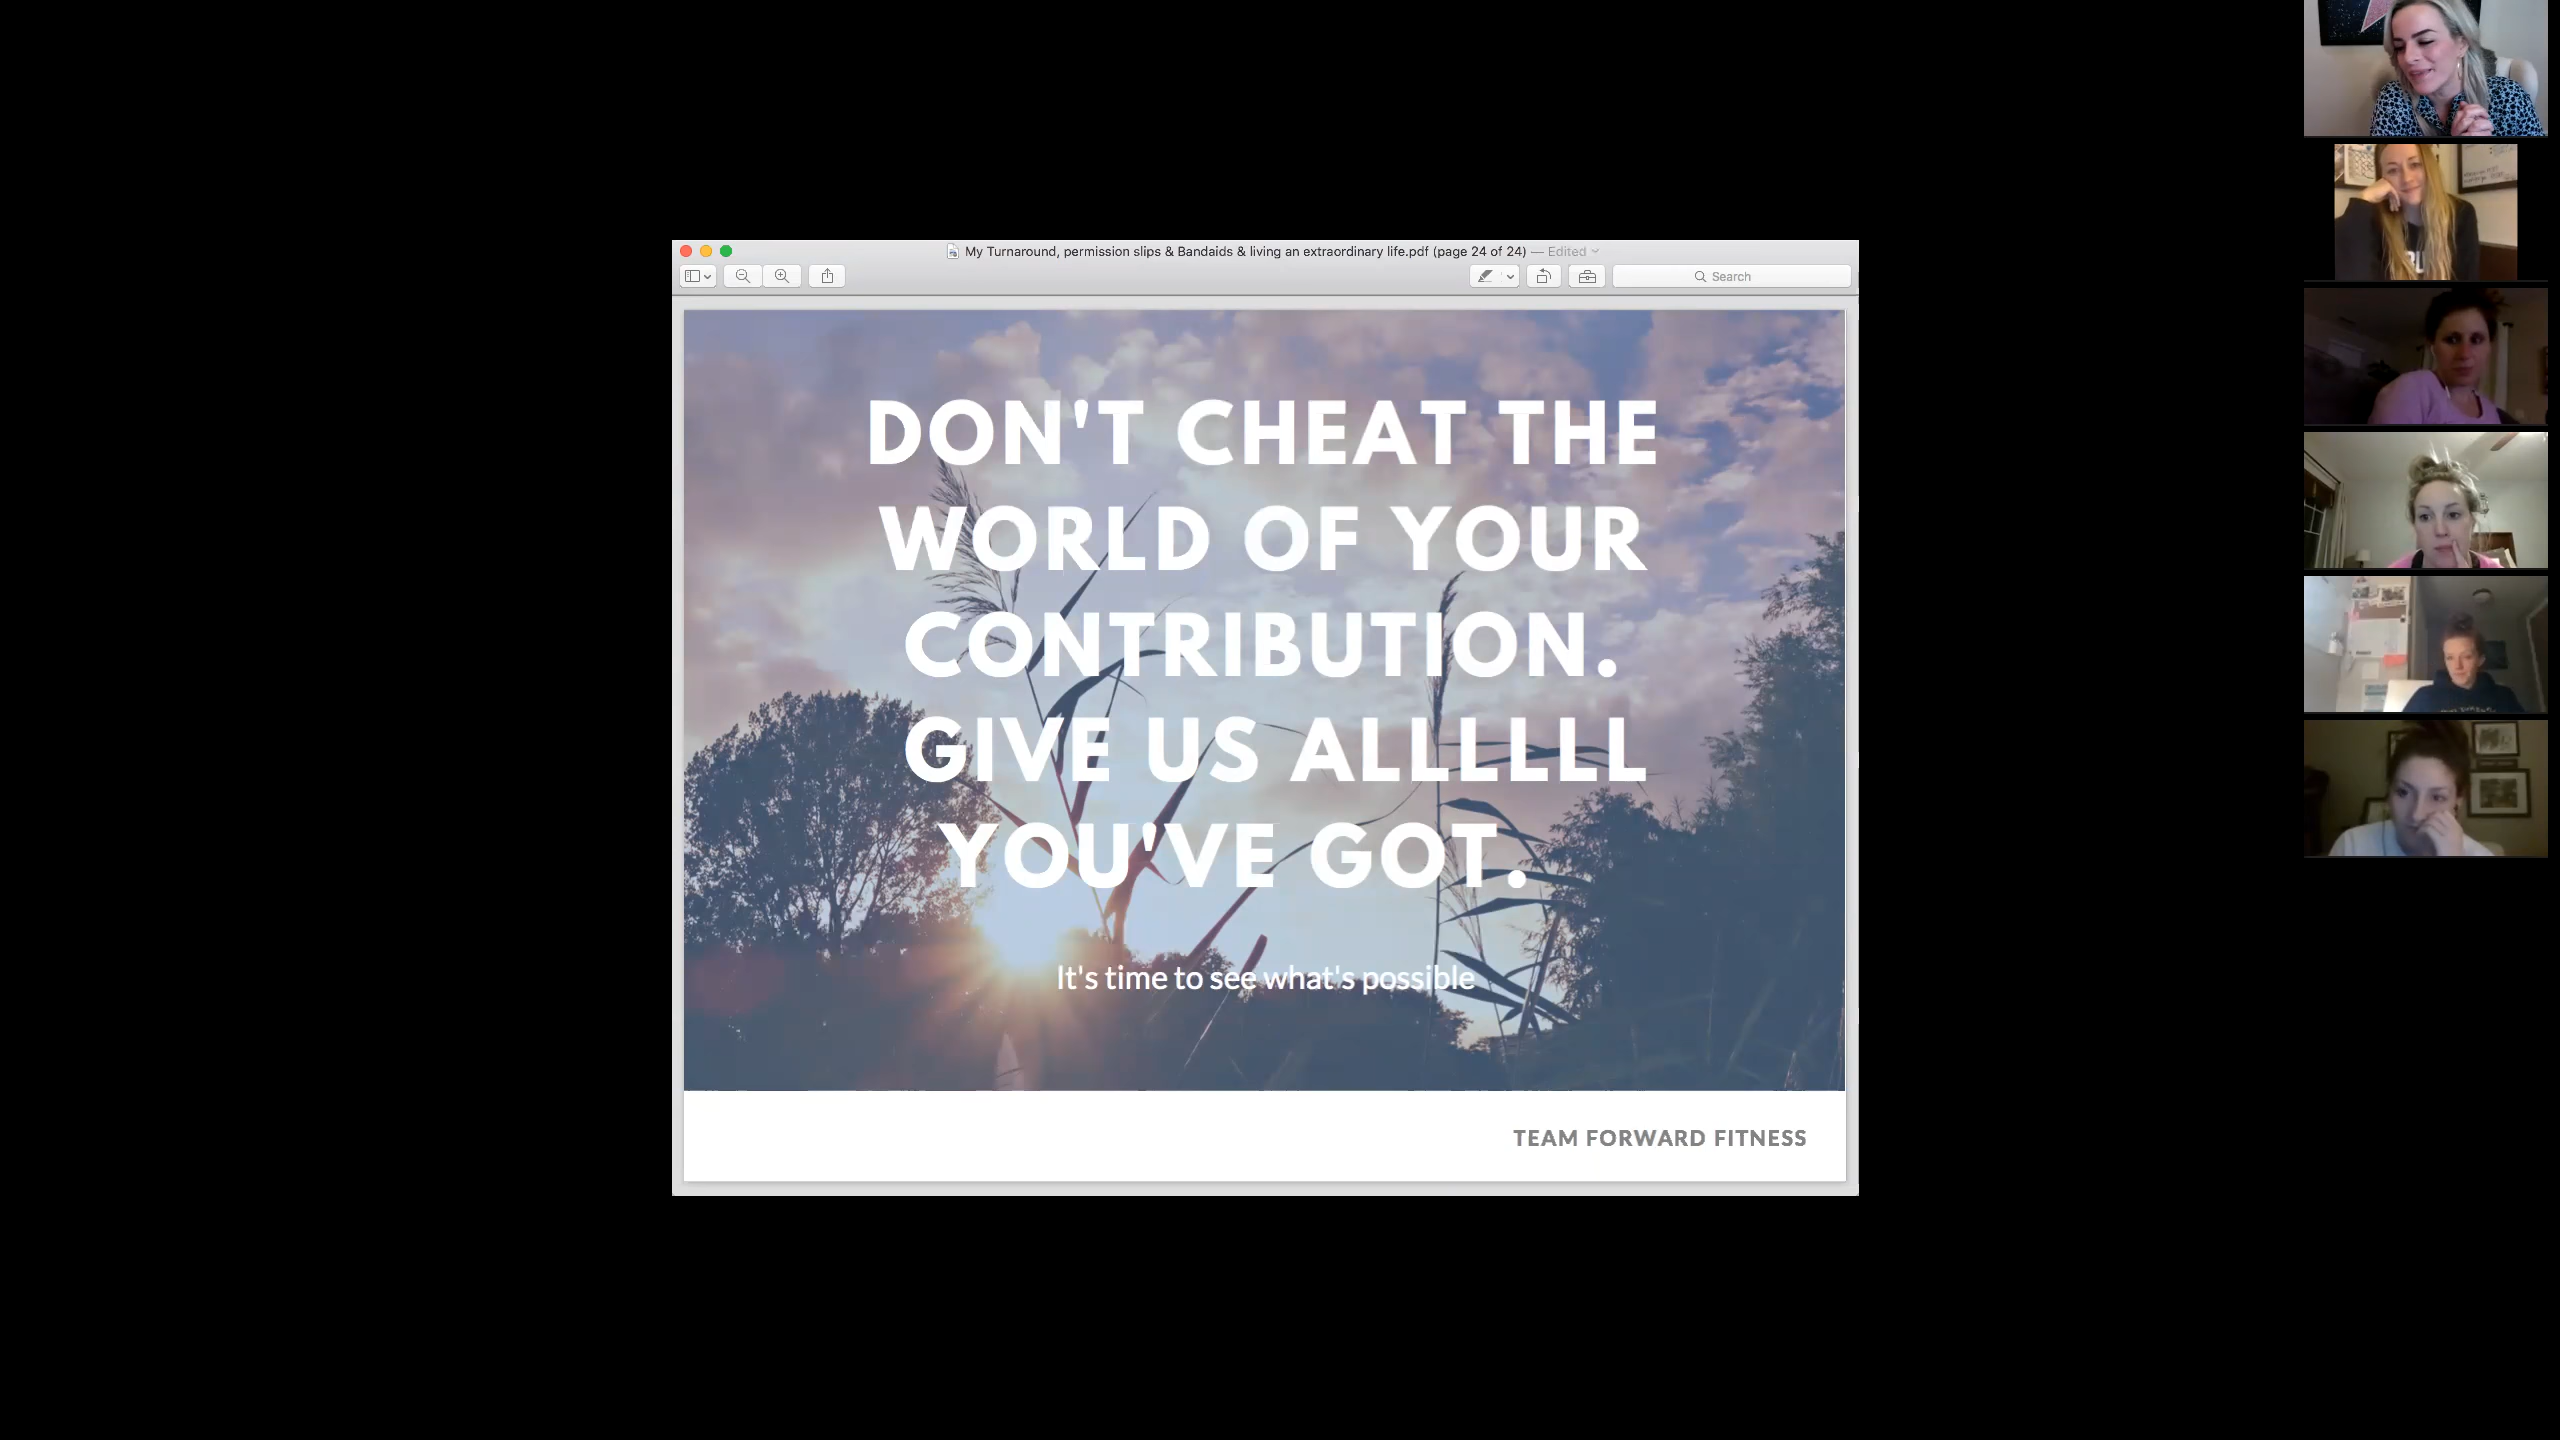 My Turnaround, permission slips & Bandaids & living an extraordinary life.pdf (page 24 of 24) — Edited
Search
DON'T CHEAT THE
WORLD OF YOUR
CONTRIBUTION.
GIVE US ALLLLLL
YOU'VE GOT.
It's time to see what's possible
TEAM FORWARD FITNESS